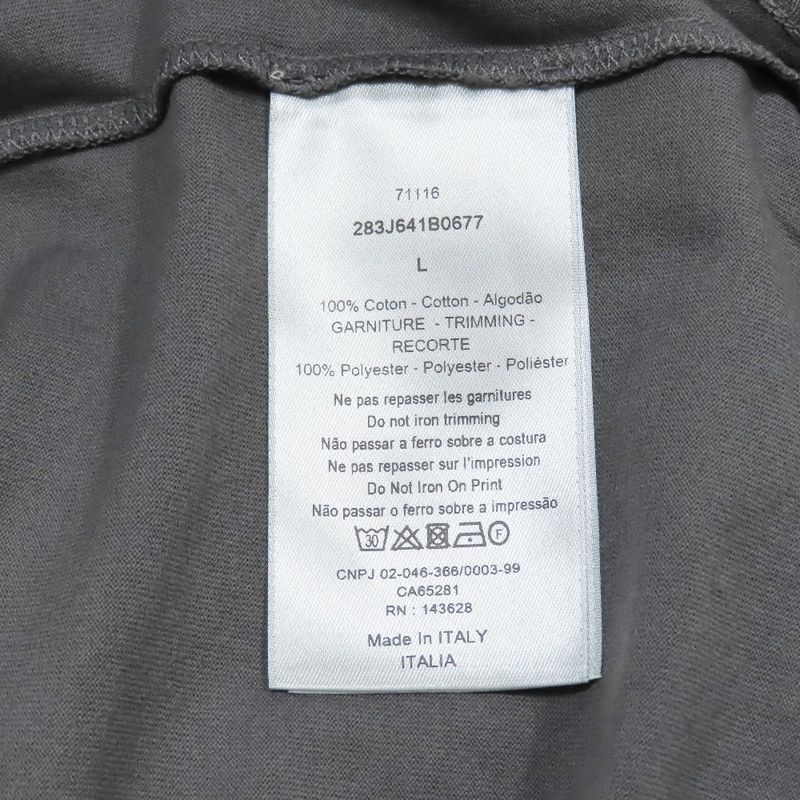 71116
283J641B0677
L
100% Coton - Cotton - Algodão
GARNITURE - TRIMMING -
RECORTE
100% Polyester - Polyester - Poliéster
Ne pas repasser les garnitures
Do not iron trimming
Não passar a ferro sobre a costura
Ne pas repasser sur l'impression
Do Not Iron On Print
Não passar o ferro sobre a impressão
30 F
CNPJ 02-046-366/0003-99
CA65281
RN : 143628
Made In ITALY
ITALIA